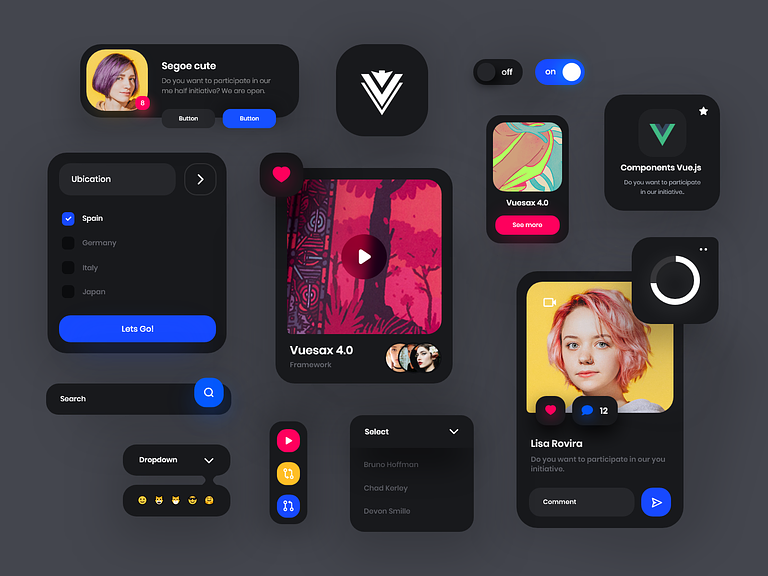 Segoe cute
Do you want to participate in our
me half initiative? We are open.
8
Button
Button
off
on
Components Vue.js
Do you want to participate
in our initiative.
Vuesax 4.0
See more
Ubication
Spain
Germany
Italy
Japan
Lets Go!
Vuesax 4.0
Framework
Search
Dropdown
Select
Bruno Hoffman
Chad Kerley
Devon Smille
12
Lisa Rovira
Do you want to participate in our you
initiative.
Comment